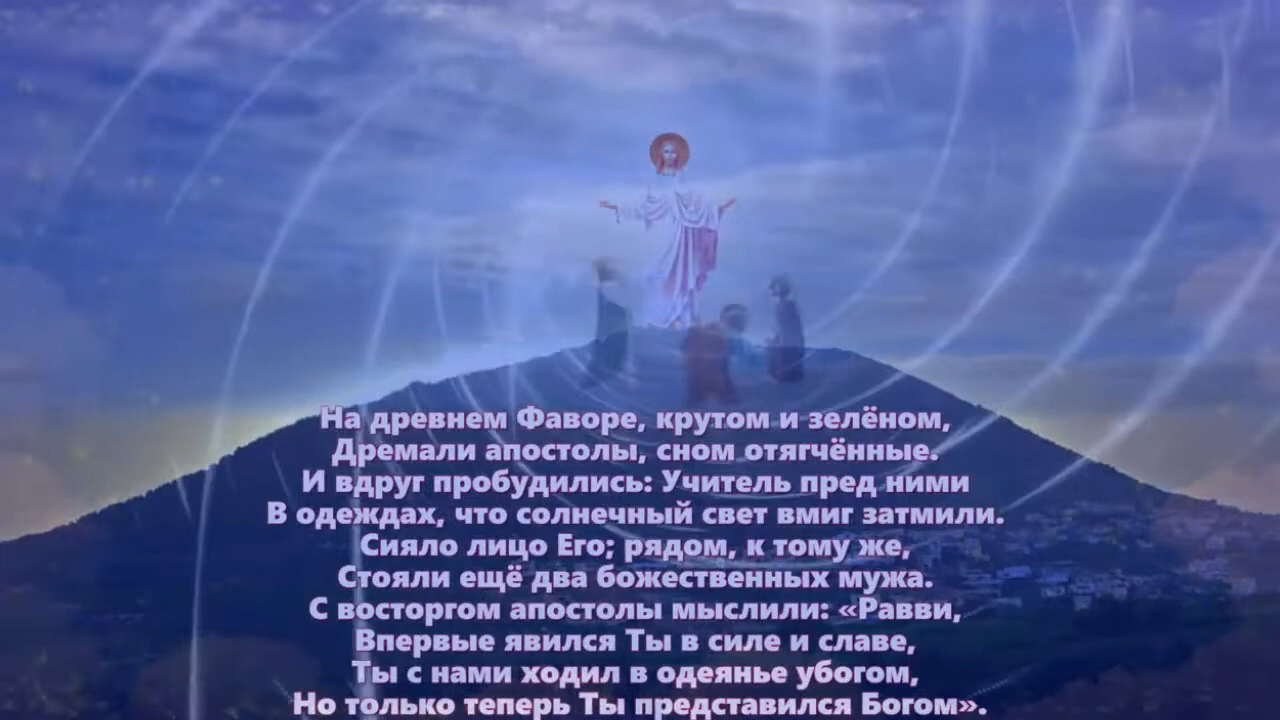 На древнем Фаворе, крутом и зелёном,
Дремали апостолы, сном отягчённые.
И вдруг пробудились: Учитель пред ними
В одеждах, что солнечный свет вмиг затмили.
Сияло лицо Его; рядом, к тому же,
Стояли ещё два божественных мужа.
С восторгом апостолы мыслили: «Равви,
Впервые явился Ты в силе и славе,
Ты с нами ходил в одеянье убогом,
Но только теперь Ты представился Богом».